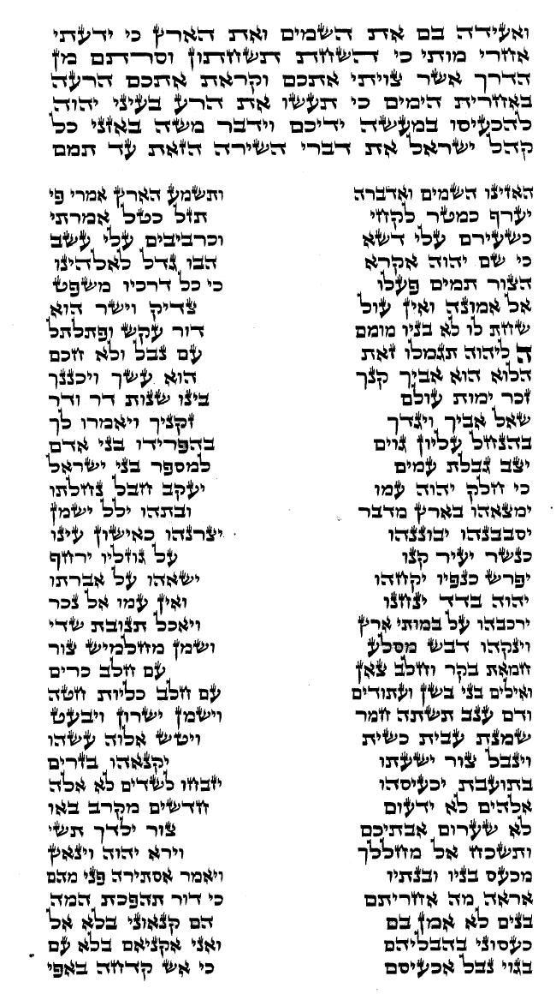 ואעידה בם את השמים ואת הארץ כי ידעתי
אחרי מותי כי השחת תשחתון וסרתם מן
הדרך אשר צויתי אתכם וקראת אתכם הרעה
באחרית הימים כי תעשו את הרע בעיני יהוה
להכעיסו במעשה ידיכם וידבר משה באזני כל
קהל ישראל את דברי השירה הזאת עד תמם
האזינו השמים ואדברה ותשמע הארץ אמרי פי
יערף כמטר לקחי תזל כטל אמרתי
כשעירם עלי דשא וכרביבים עלי עשב
כי שם יהוה אקרא הבו גדל לאלהינו
הצור תמים פעלו כי כל דרכיו משפט
אל אמונה ואין עול צדיק וישר הוא
שחת לו לא בניו מומם דור עקש ופתלתל
ה ליהוה תגמלו זאת עם נבל ולא חכם
הלוא הוא אביך קנך הוא עשך ויכננך
זכר ימות עולם בינו שנות דר ודר
שאל אביך ויגדך זקניך ויאמרו לך
בהנחל עליון גוים בהפרידו בני אדם
יצב גבלת עמים למספר בני ישראל
כי חלק יהוה עמו יעקב חבל נחלתו
ימצאהו בארץ מדבר ובתהו ילל ישמן
יסבבנהו יבוננהו יצרנהו כאישון עינו
כנשר יעיר קנו על גוזליו ירחף
יפרש כנפיו יקחהו ישאהו על אברתו
יהוה בדד ינחנו ואין עמו אל נכר
ירכבהו על במותי ארץ ויאכל תנובת שדי
וינקהו דבש מסלע ושמן מחלמיש צור
חמאת בקר וחלב צאן עם חלב כרים
ואילים בני בשן ועתודים עם חלב כליות חטה
ודם ענב תשתה חמר וישמן ישרון ויבעט
שמנת עבית כשית ויטש אלוה עשהו
וינבל צור ישעתו יקנאהו בזרים
בתועבת יכעיסהו יזבחו לשדים לא אלה
אלהים לא ידעום חדשים מקרב באו
לא שערום אבתיכם צור ילדך תשי
ותשכח אל מחללך וירא יהוה וינאץ
מכעס בניו ובנתיו ויאמר אסתירה פני מהם
אראה מה אחריתם כי דור תהפכת המה
בנים לא אמן בם הם קנאוני בלא אל
כעסוני בהבליהם ואני אקניאם בלא עם
בגוי נבל אכעיסם כי אש קדחה באפי